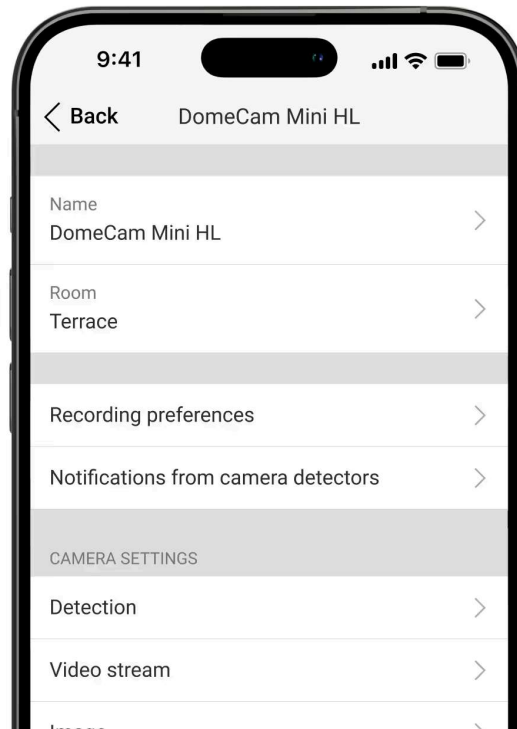 9:41
Back DomeCam Mini HL
Name
DomeCam Mini HL
Room
Terrace
Recording preferences
Notifications from camera detectors
CAMERA SETTINGS
Detection
Video stream
Image